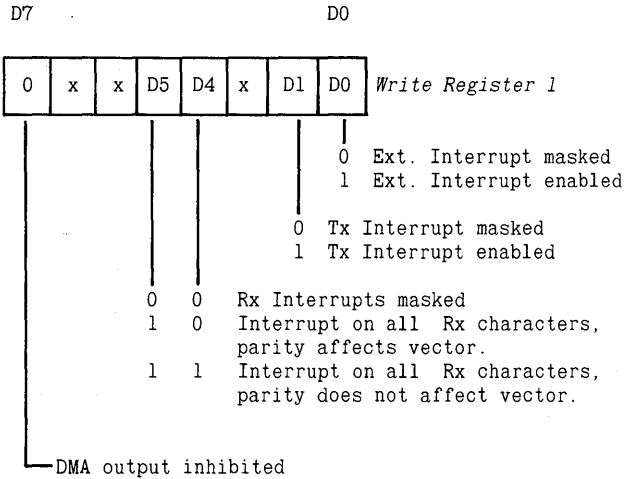 D7 D0
0 x x D5 D4 x D1 D0 Write Register 1
0 Ext. Interrupt masked
1 Ext. Interrupt enabled
0 Tx Interrupt masked
1 Tx Interrupt enabled
0 0 Rx Interrupts masked
1 0 Interrupt on all Rx characters,
parity affects vector.
1 1 Interrupt on all Rx characters,
parity does not affect vector.
DMA output inhibited